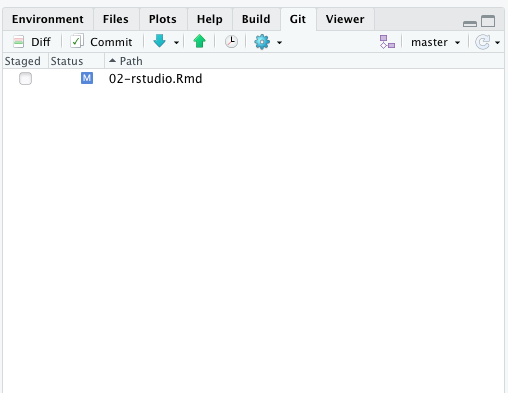 Environment Files Plots Help Build Git Viewer
Diff Commit master
Staged Status Path
M 02-rstudio.Rmd